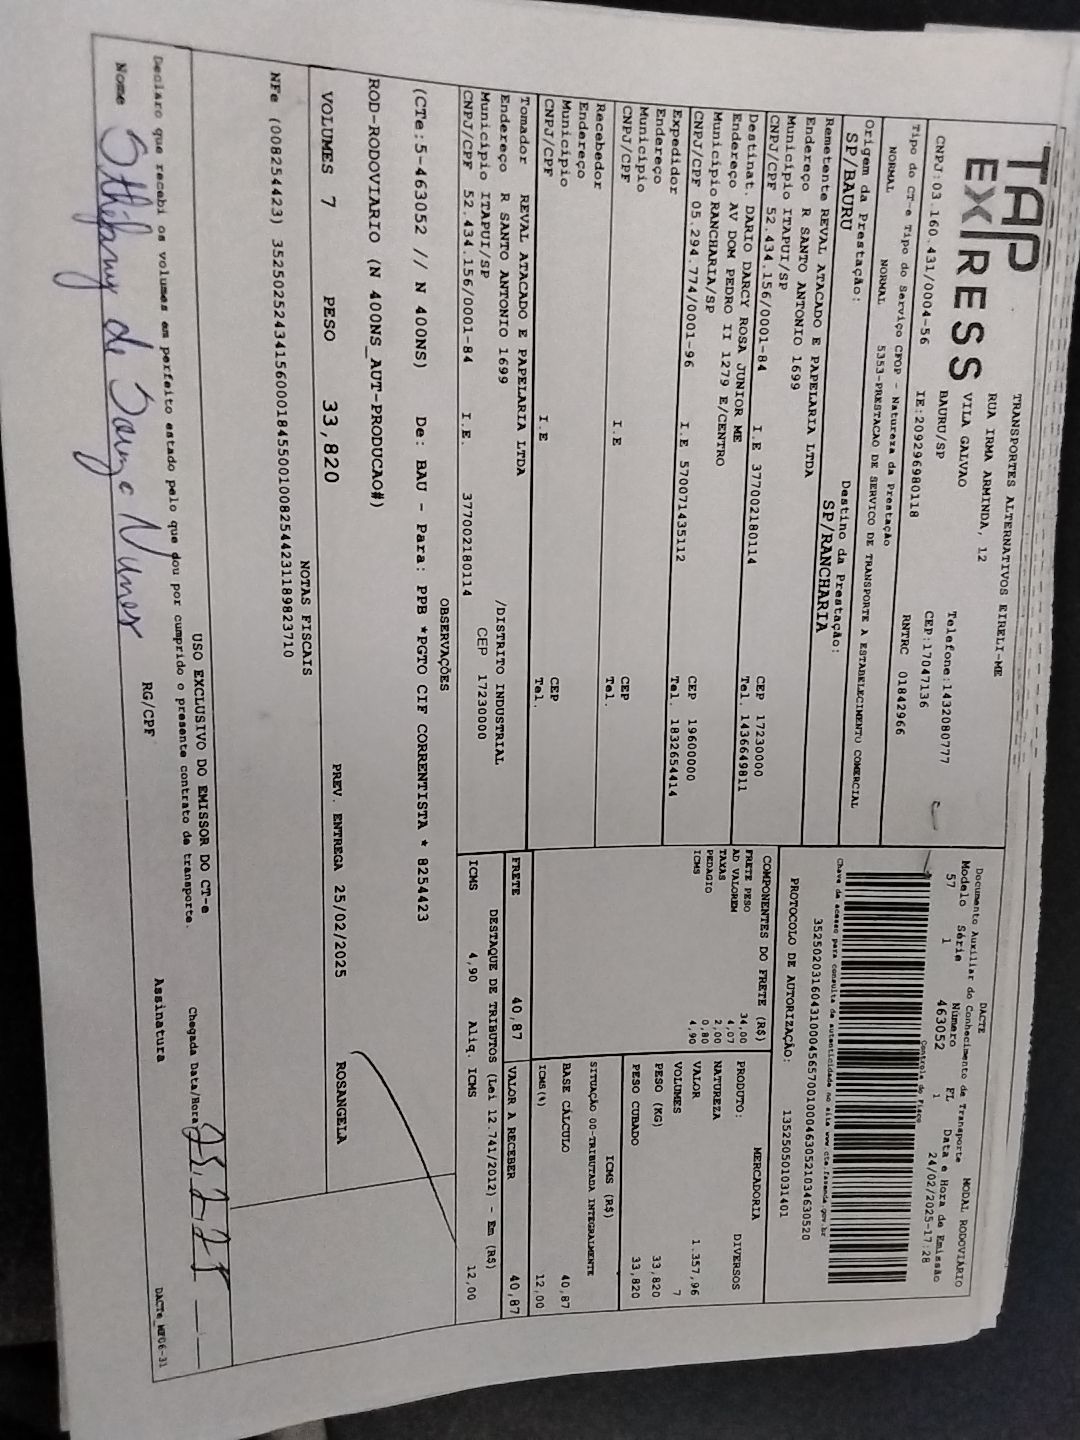 TAP
EXPRESS
TRANSPORTES ALTERNATIVOS EIRELI-ME
RUA IRMA ARMINDA, 12
VILA GALVAO
BAURU/SP
Telefone:1432080777
CEP:17047136
CNPJ:03.160.431/0004-56 IE:209296980118 RNTRC 01842966
Tipo do CT-e Tipo do Serviço CFOP - Natureza da Prestação
NORMAL NORMAL 5353-PRESTACAO DE SERVICO DE TRANSPORTE A ESTABELECIMENTO COMERCIAL
Origem da Prestação: Destino da Prestação:
SP/BAURU SP/RANCHARIA
Remetente REVAL ATACADO E PAPELARIA LTDA
Endereço R SANTO ANTONIO 1699
Município ITAPUI/SP CEP 17230000
CNPJ/CPF 52.434.156/0001-84 I.E 377002180114 Tel. 1436649811
Destinat. DARIO DARCY ROSA JUNIOR ME
Endereço AV DOM PEDRO II 1279 E/CENTRO
Município RANCHARIA/SP CEP 19600000
CNPJ/CPF 05.294.774/0001-96 I.E 570071435112 Tel. 1832654414
Expedidor
Endereço
Município CEP
CNPJ/CPF I.E Tel.
Recebedor
Endereço
Município CEP
CNPJ/CPF I.E Tel.
Tomador REVAL ATACADO E PAPELARIA LTDA
Endereço R SANTO ANTONIO 1699 /DISTRITO INDUSTRIAL
Município ITAPUI/SP CEP 17230000
CNPJ/CPF 52.434.156/0001-84 I.E. 377002180114
DACTE MODAL RODOVIÁRIO
Documento Auxiliar do Conhecimento de Transporte
Modelo Série Número FL Data e Hora de Emissão
57 1 463052 1 24/02/2025-17:28
Controle do Fisco
Chave de acesso para consulta de autenticidade no site www.cte.fazenda.gov.br
35250203160431000456570010004630521034630520
PROTOCOLO DE AUTORIZAÇÃO: 135250501031401
COMPONENTES DO FRETE (R$)
FRETE PESO 34,00
AD VALOREM 4,07
TAXAS 2,00
PEDAGIO 0,80
ICMS 4,90
PRODUTO: MERCADORIA
NATUREZA DIVERSOS
VALOR 1.357,96
VOLUMES 7
PESO (KG) 33,820
PESO CUBADO 33,820
ICMS (R$)
SITUAÇÃO 00-TRIBUTADA INTEGRALMENTE
BASE CÁLCULO 40,87
ICMS(%) 12,00
FRETE 40,87 VALOR A RECEBER 40,87
DESTAQUE DE TRIBUTOS (Lei 12.741/2012) - Em (R$)
ICMS 4,90 Aliq. ICMS 12,00
OBSERVAÇÕES
(CTe:5-463052 // N 400NS) De: BAU - Para: PPB *PGTO CIF CORRENTISTA * 8254423
ROD-RODOVIARIO (N 400NS_AUT-PRODUCAO#)
VOLUMES 7 PESO 33,820 PREV. ENTREGA 25/02/2025 ROSANGELA
NOTAS FISCAIS
NFe (008254423) 35250252434156000184550010082544231189823710
USO EXCLUSIVO DO EMISSOR DO CT-e
Declaro que recebi os volumes em perfeito estado pelo que dou por cumprido o presente contrato de transporte.
Chegada Data/Hora
Nome de Nunes RG/CPF Assinatura
DACTe_MF06-31